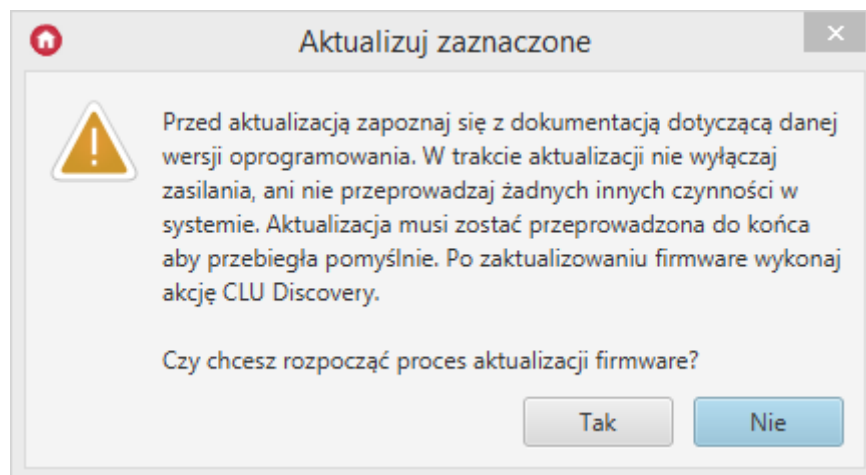 Aktualizuj zaznaczone
Przed aktualizacją zapoznaj się z dokumentacją dotyczącą danej
wersji oprogramowania. W trakcie aktualizacji nie wyłączaj
zasilania, ani nie przeprowadzaj żadnych innych czynności w
systemie. Aktualizacja musi zostać przeprowadzona do końca
aby przebiegła pomyślnie. Po zaktualizowaniu firmware wykonaj
akcję CLU Discovery.
Czy chcesz rozpocząć proces aktualizacji firmware?
Tak
Nie